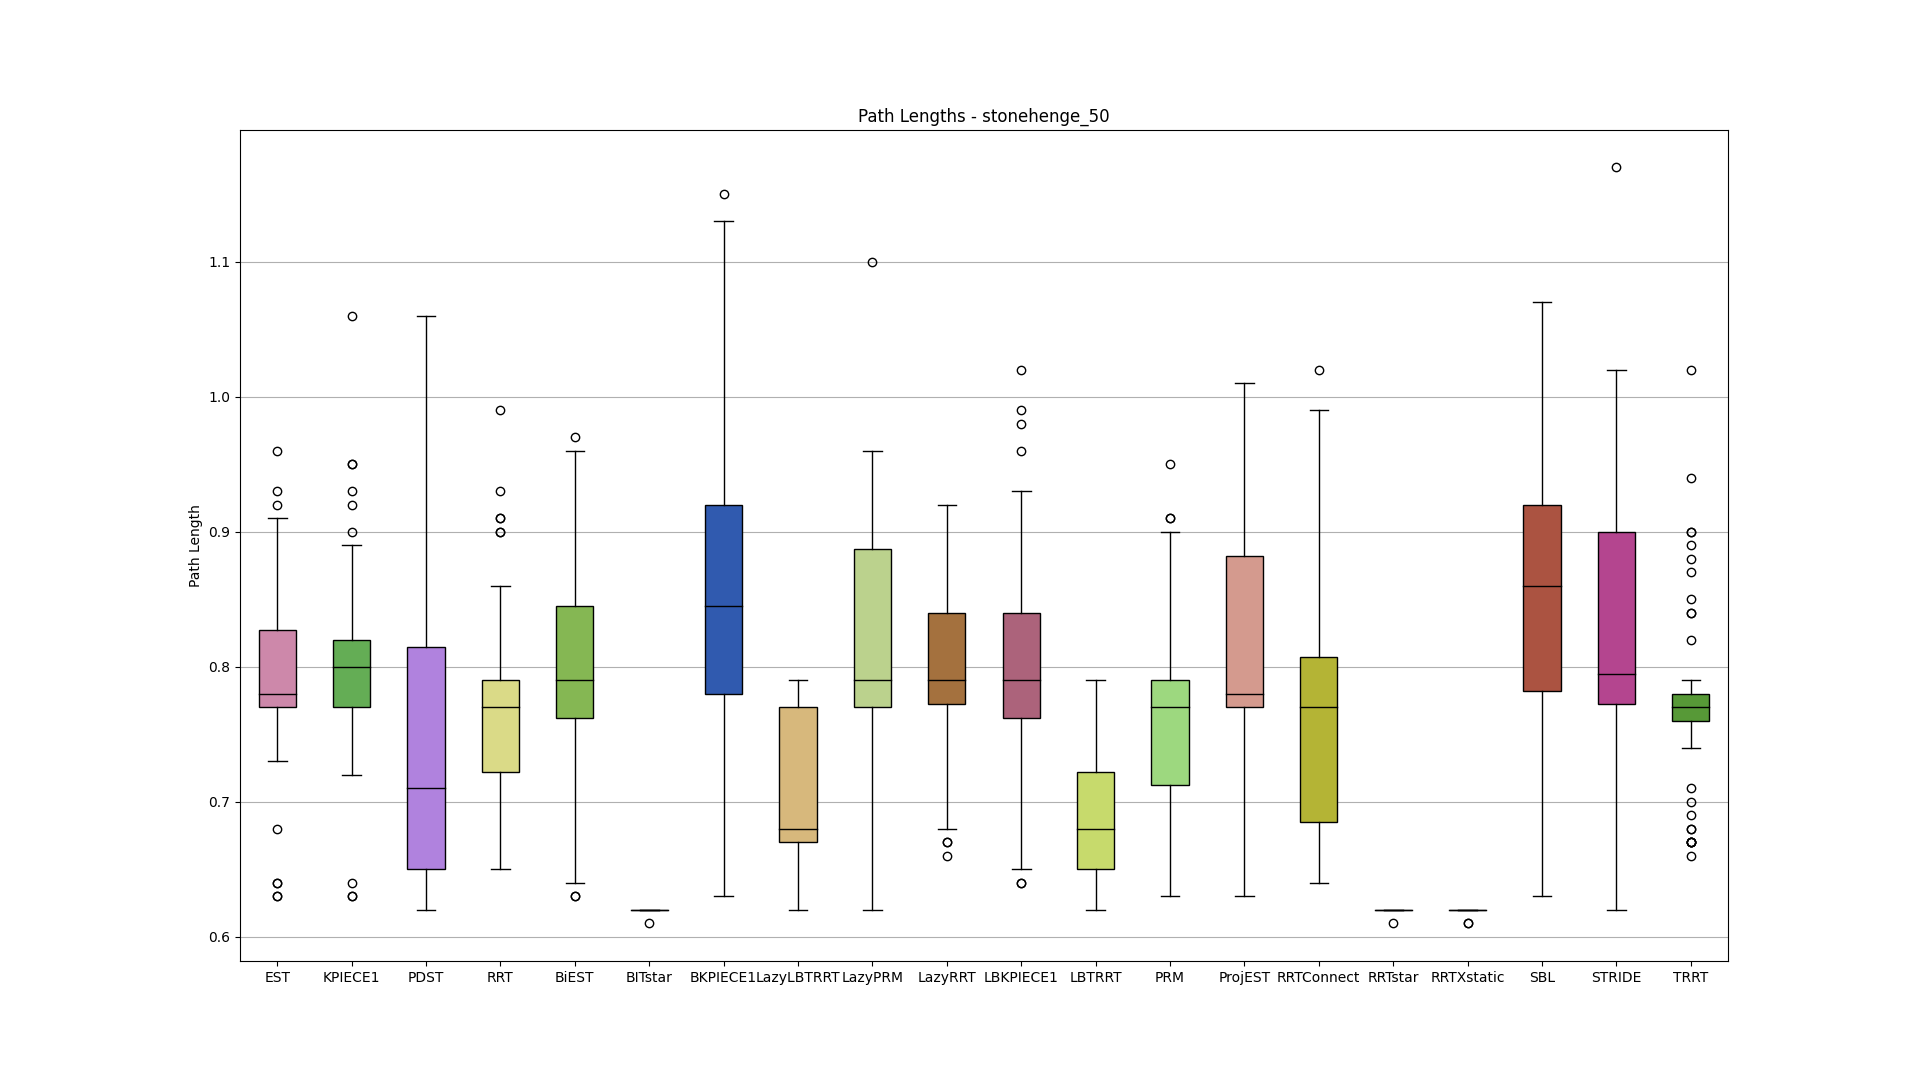 Path Lengths - stonehenge_50
Path Length
1.1
1.0
0.9
0.8
0.7
0.6
EST KPIECE1 PDST RRT BiEST BITstar BKPIECE1 LazyLBTRRT LazyPRM LazyRRT LBKPIECE1 LBTRRT PRM ProjEST RRTConnect RRTstar RRTXstatic SBL STRIDE TRRT